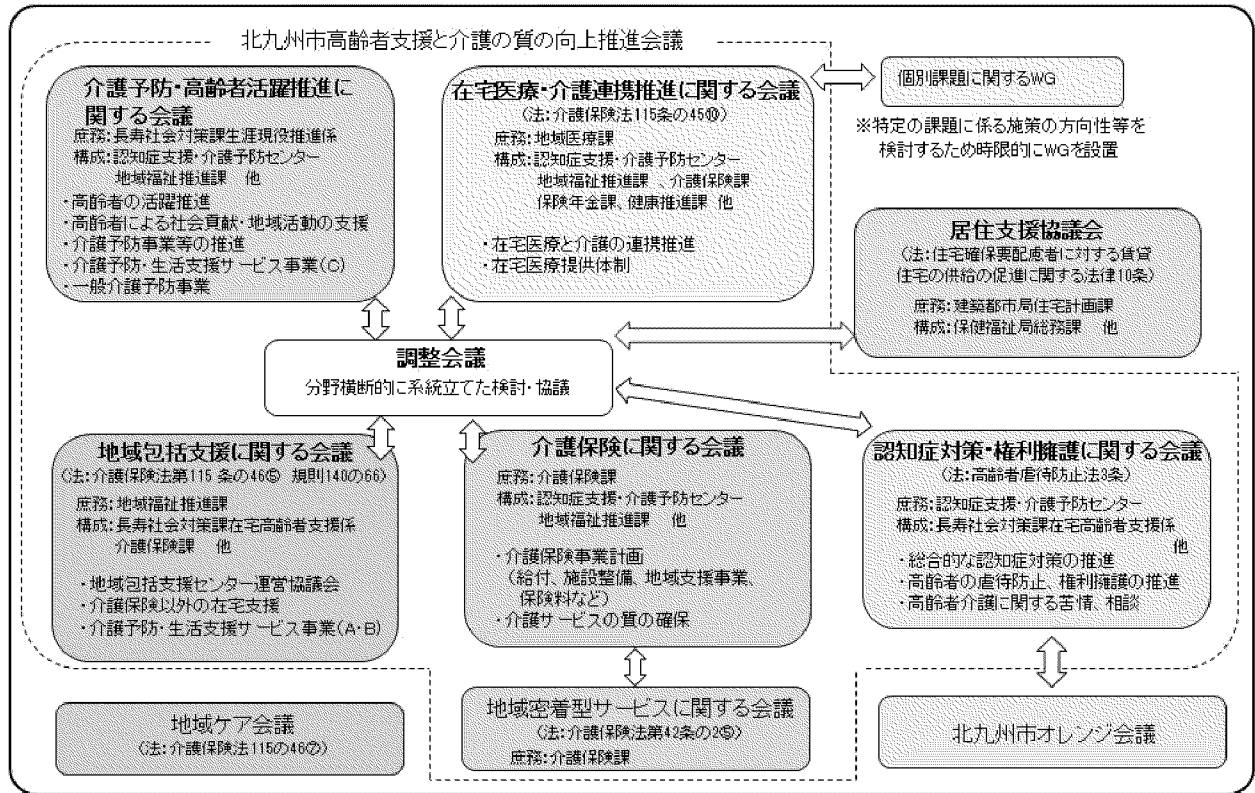 北九州市高齢者支援と介護の質の向上推進会議
介護予防・高齢者活躍推進に
関する会議
庶務：長寿社会対策課生涯現役推進係
構成：認知症支援・介護予防センター
地域福祉推進課　他
・高齢者の活躍推進
・高齢者による社会貢献・地域活動の支援
・介護予防事業等の推進
・介護予防・生活支援サービス事業（C）
・一般介護予防事業
在宅医療・介護連携推進に関する会議
（法：介護保険法115条の45⑩）
庶務：地域医療課
構成：認知症支援・介護予防センター
地域福祉推進課　、介護保険課
保険年金課、健康推進課　他
・在宅医療と介護の連携推進
・在宅医療提供体制
個別課題に関するWG
※特定の課題に係る施策の方向性等を
検討するため時限的にWGを設置
居住支援協議会
（法：住宅確保要配慮者に対する賃貸
住宅の供給の促進に関する法律10条）
庶務：建築都市局住宅計画課
構成：保健福祉局総務課　他
調整会議
分野横断的に系統立てた検討・協議
地域包括支援に関する会議
（法：介護保険法第115 条の46⑤　規則140の66）
庶務：地域福祉推進課
構成：長寿社会対策課在宅高齢者支援係
介護保険課　他
・地域包括支援センター運営協議会
・介護保険以外の在宅支援
・介護予防・生活支援サービス事業（A・B）
介護保険に関する会議
庶務：介護保険課
構成：認知症支援・介護予防センター
地域福祉推進課　他
・介護保険事業計画
（給付、施設整備、地域支援事業、
保険料など）
・介護サービスの質の確保
認知症対策・権利擁護に関する会議
（法：高齢者虐待防止法3条）
庶務：認知症支援・介護予防センター
構成：長寿社会対策課在宅高齢者支援係
他
・総合的な認知症対策の推進
・高齢者の虐待防止、権利擁護の推進
・高齢者介護に関する苦情、相談
地域ケア会議
（法：介護保険法115の46⑦）
地域密着型サービスに関する会議
（法：介護保険法第42条の2⑤）
庶務：介護保険課
北九州市オレンジ会議